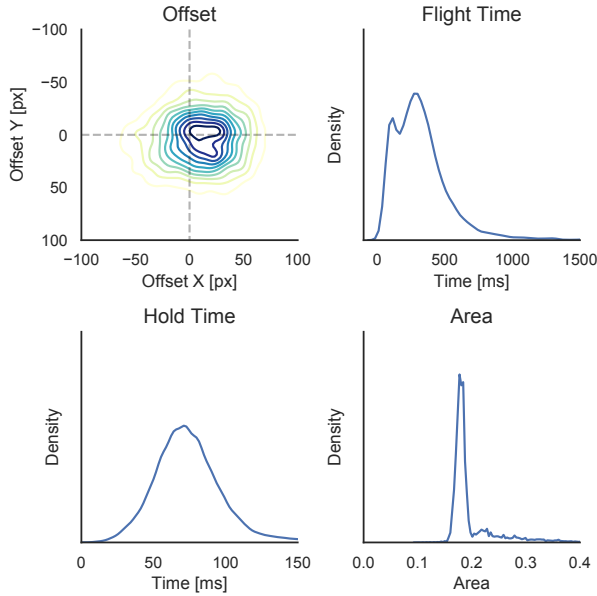 Offset
Offset Y [px]
−100
−50
0
50
100
−100 −50 0 50 100
Offset X [px]
Flight Time
Density
0 500 1000 1500
Time [ms]
Hold Time
Density
0 50 100 150
Time [ms]
Area
Density
0.0 0.1 0.2 0.3 0.4
Area